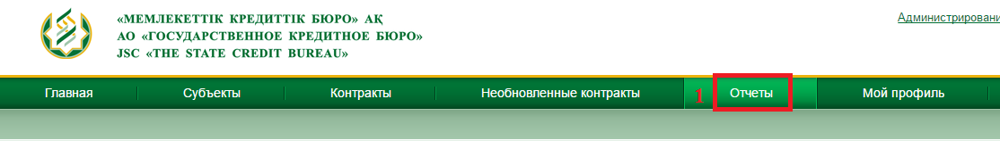 «МЕМЛЕКЕТТІК КРЕДИТТІК БЮРО» АҚ
АО «ГОСУДАРСТВЕННОЕ КРЕДИТНОЕ БЮРО»
JSC «THE STATE CREDIT BUREAU»
Администрировани
Главная Субъекты Контракты Необновленные контракты 1 Отчеты Мой профиль